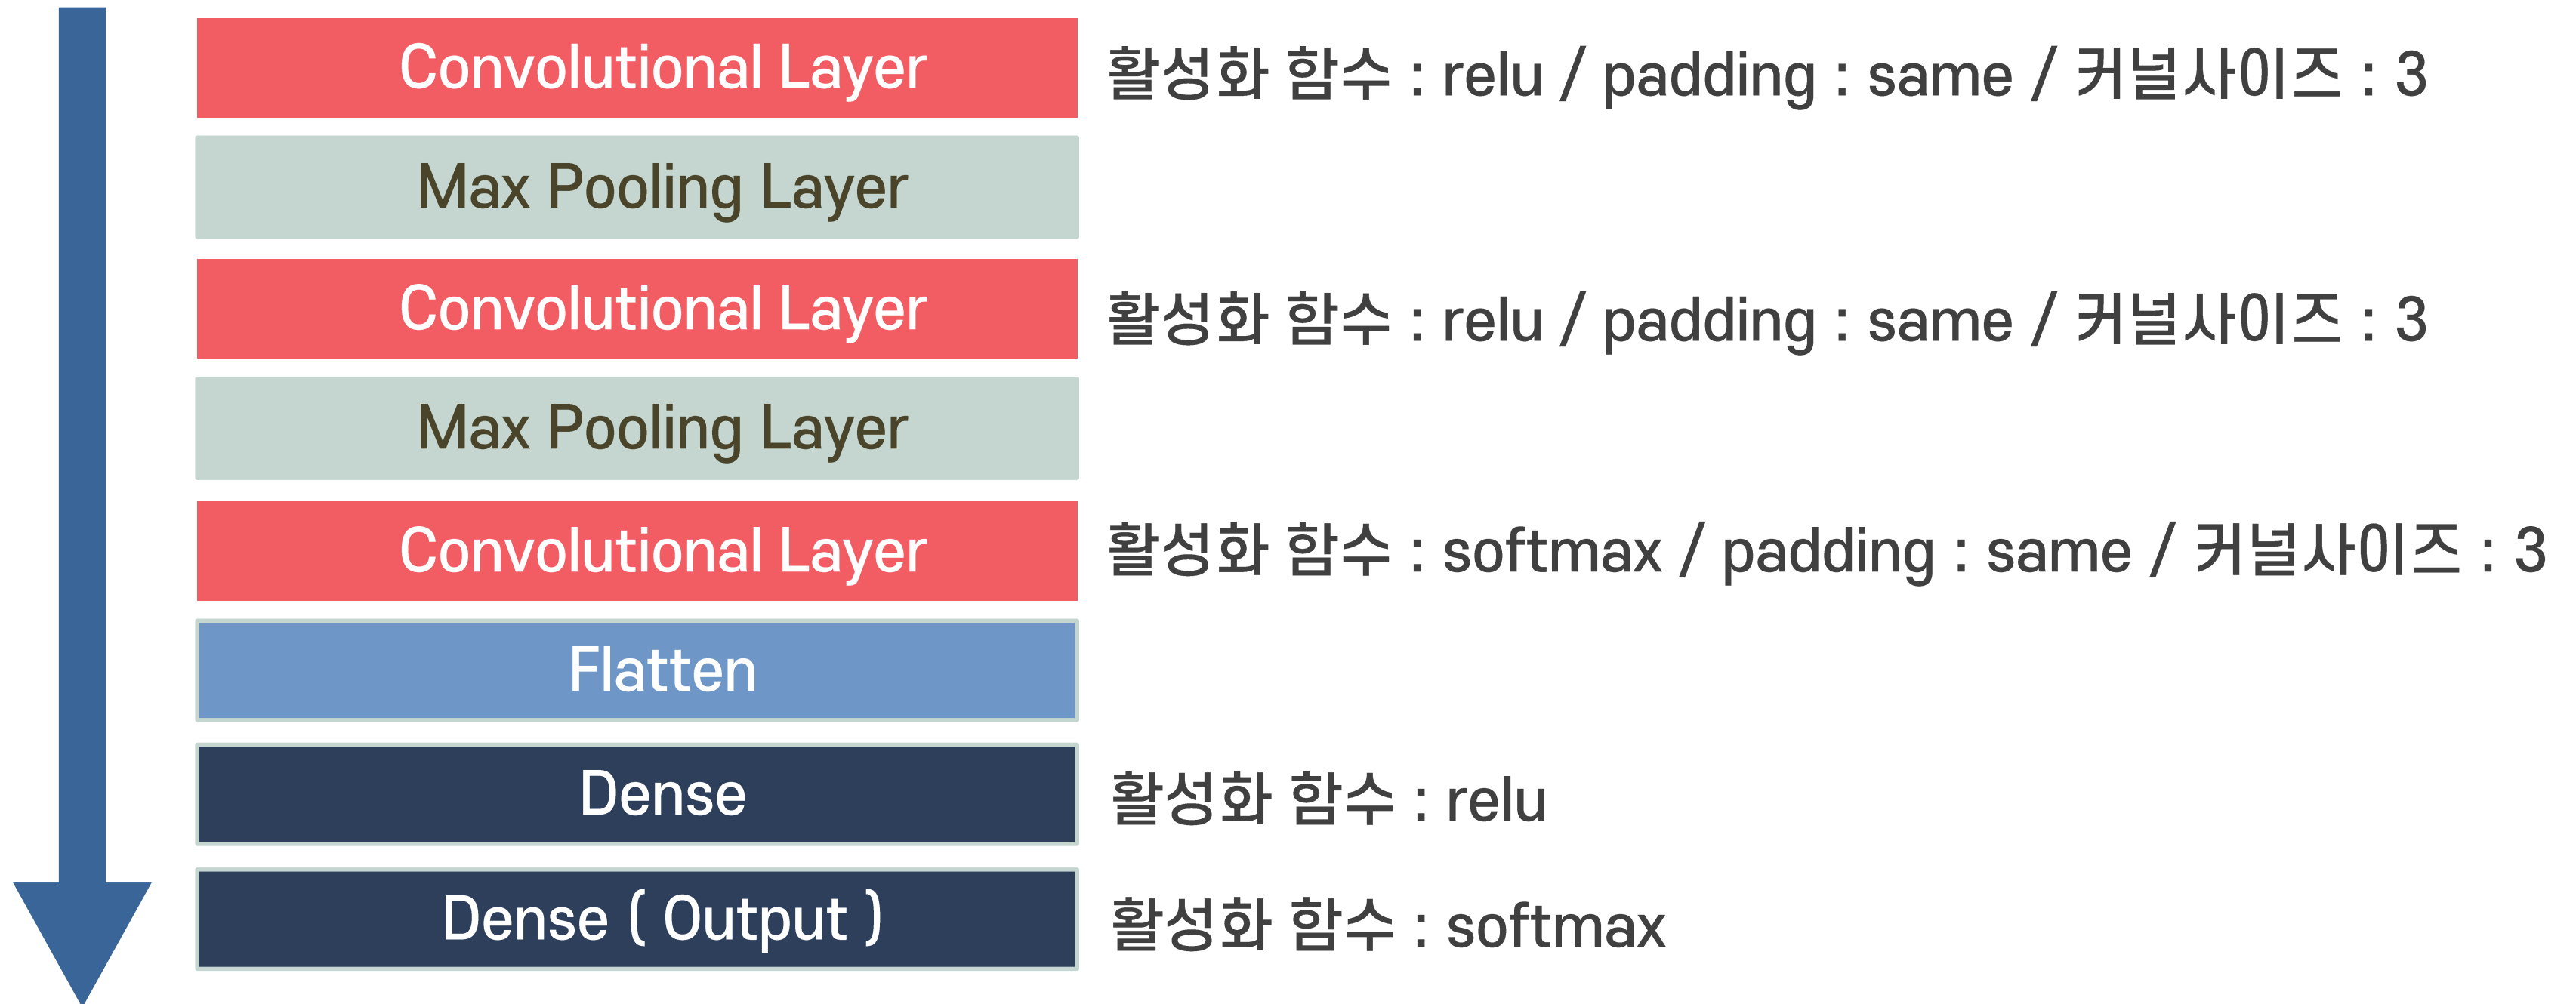 Convolutional Layer 활성화 함수 : relu / padding : same / 커널사이즈 : 3
Max Pooling Layer
Convolutional Layer 활성화 함수 : relu / padding : same / 커널사이즈 : 3
Max Pooling Layer
Convolutional Layer 활성화 함수 : softmax / padding : same / 커널사이즈 : 3
Flatten
Dense 활성화 함수 : relu
Dense ( Output ) 활성화 함수 : softmax